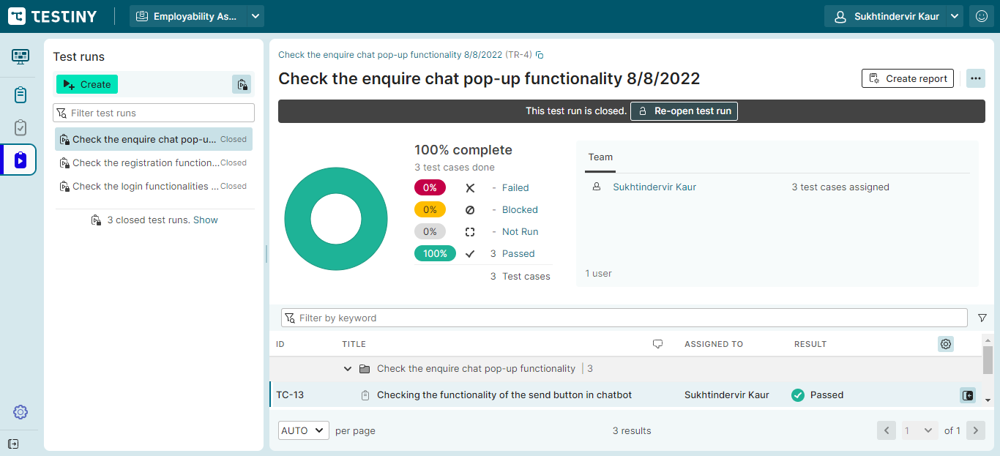 TESTINY
Employability As...
Sukhtindervir Kaur
Test runs
Create
Filter test runs
Check the enquire chat pop-u... Closed
Check the registration function... Closed
Check the login functionalities ... Closed
3 closed test runs. Show
Check the enquire chat pop-up functionality 8/8/2022 (TR-4)
Check the enquire chat pop-up functionality 8/8/2022
Create report
This test run is closed. Re-open test run
100% complete
3 test cases done
0% - Failed
0% - Blocked
0% - Not Run
100% 3 Passed
3 Test cases
Team
Sukhtindervir Kaur 3 test cases assigned
1 user
Filter by keyword
ID TITLE ASSIGNED TO RESULT
Check the enquire chat pop-up functionality | 3
TC-13 Checking the functionality of the send button in chatbot Sukhtindervir Kaur Passed
AUTO per page 3 results 1 of 1